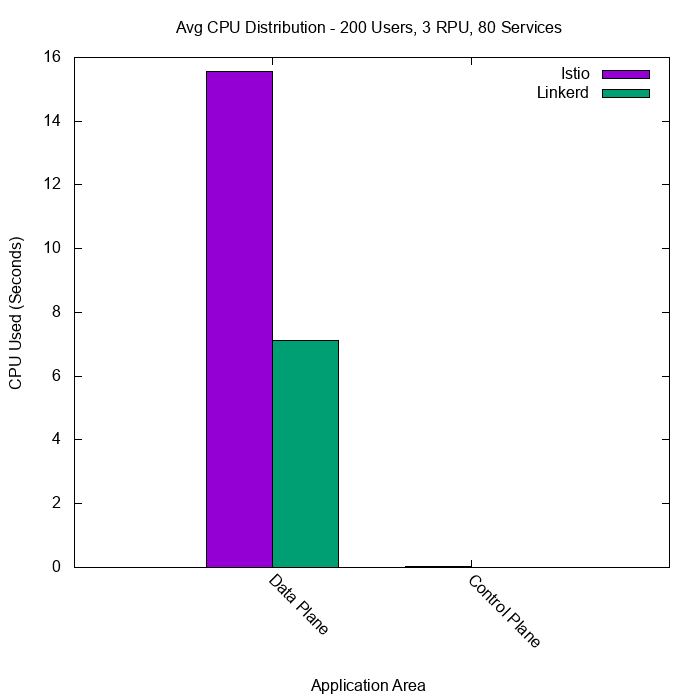 Avg CPU Distribution - 200 Users, 3 RPU, 80 Services
Istio
Linkerd
16
14
12
10
8
6
4
2
0
CPU Used (Seconds)
Data Plane
Control Plane
Application Area